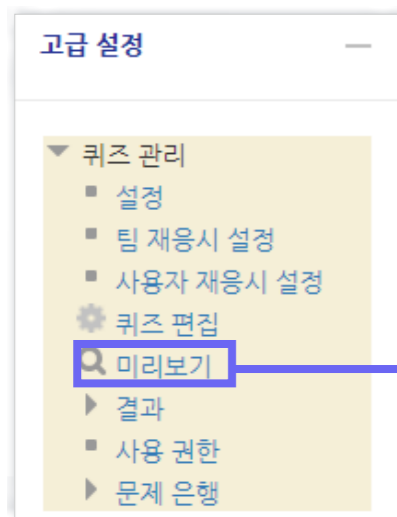 고급 설정
퀴즈 관리
설정
팀 재응시 설정
사용자 재응시 설정
퀴즈 편집
미리보기
결과
사용 권한
문제 은행